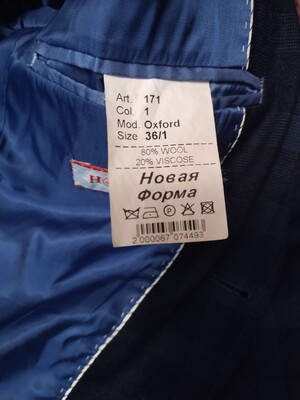 Art. 171
Col. 1
Mod. Oxford
Size 36/1
80% WOOL
20% VISCOSE
Новая
Форма
P
2 000067 074493